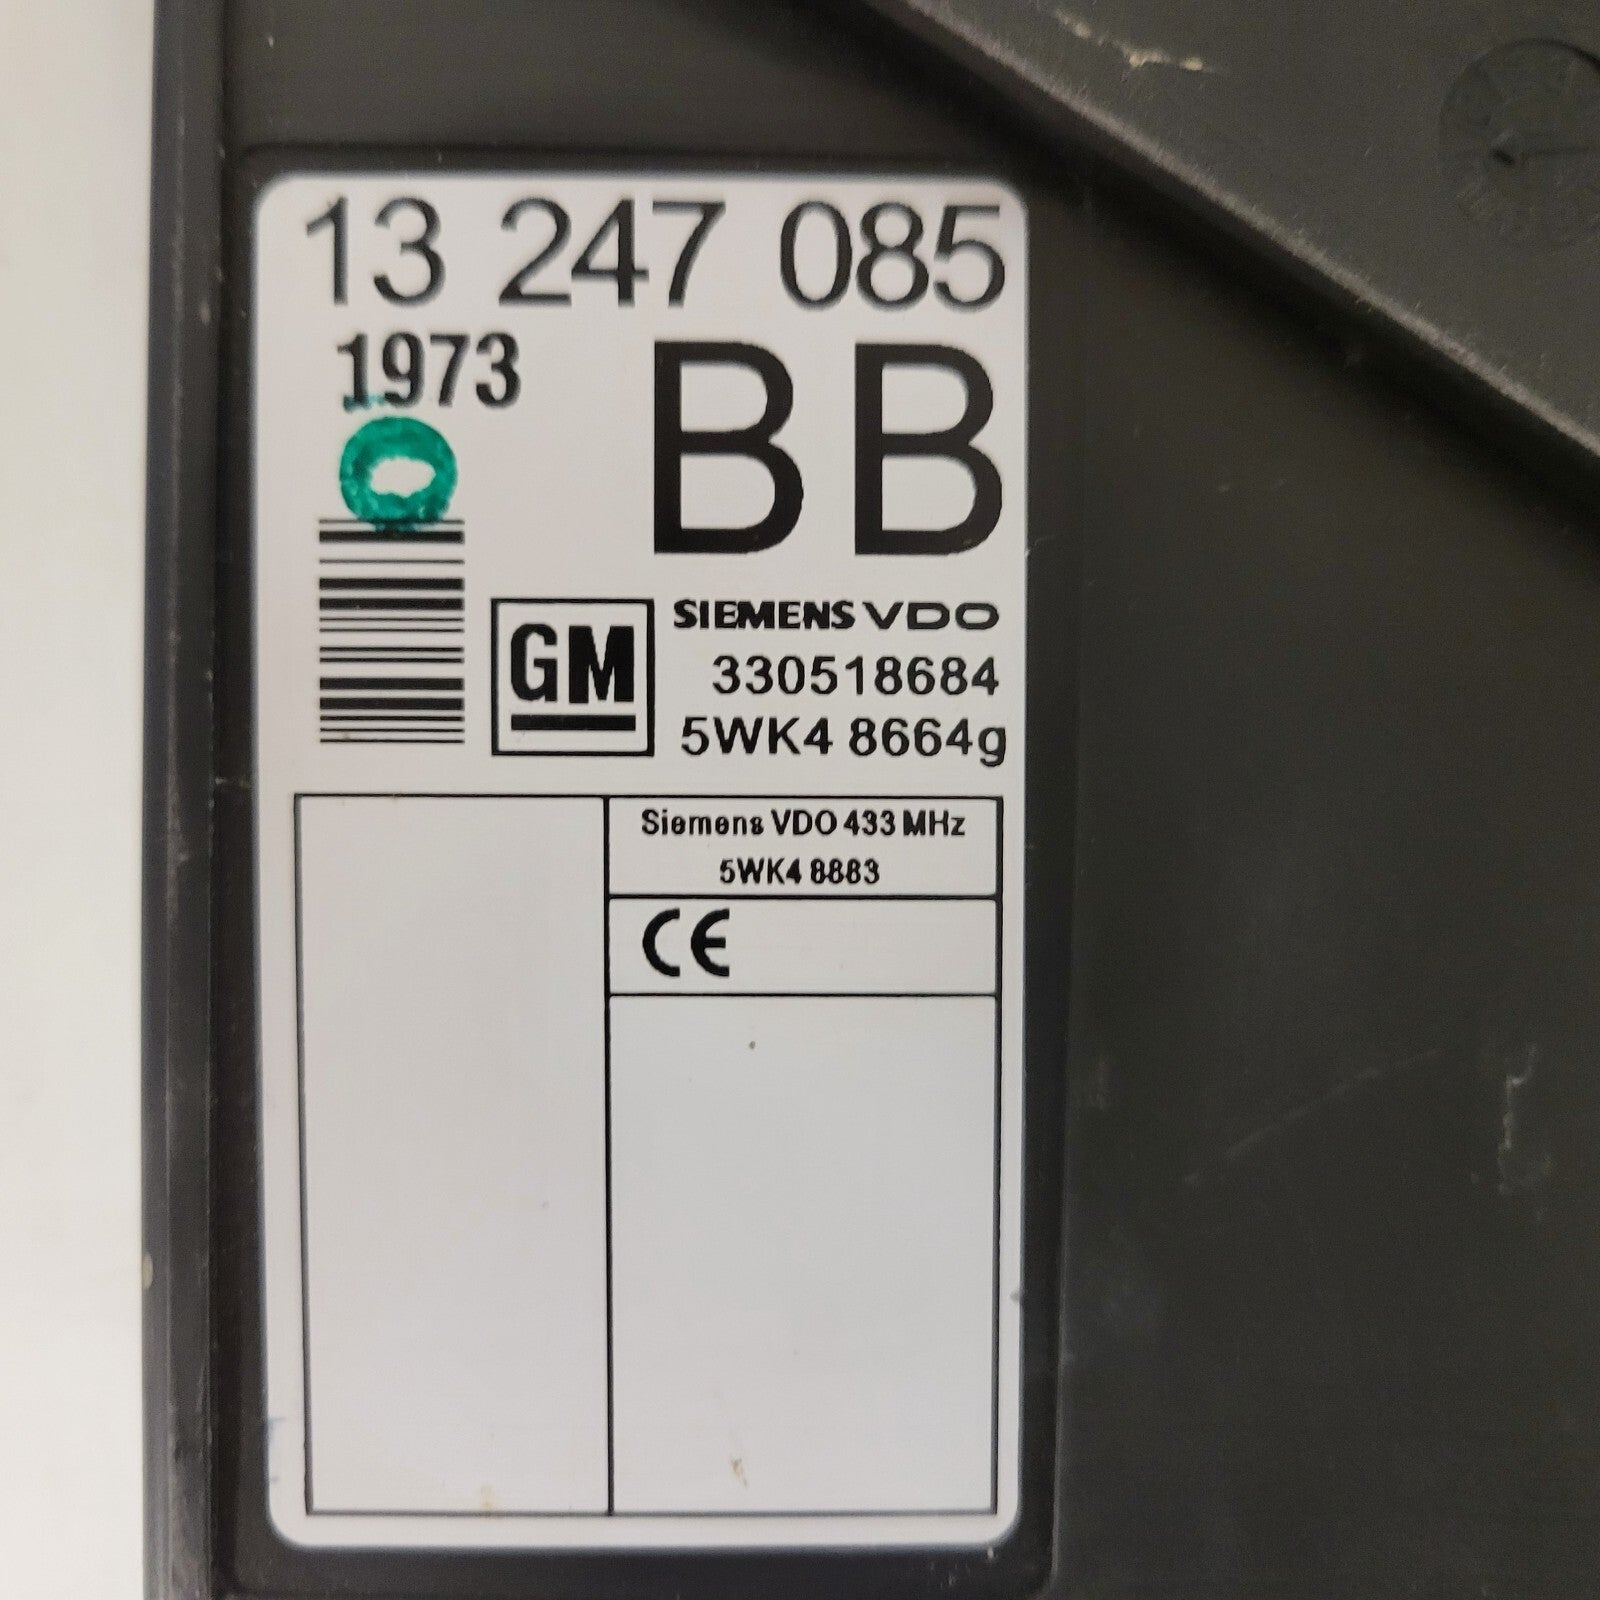 13 247 085
1973
BB
GM
SIEMENS VDO
330518684
5WK4 8664g
Siemens VDO 433 MHz
5WK4 8883
CE